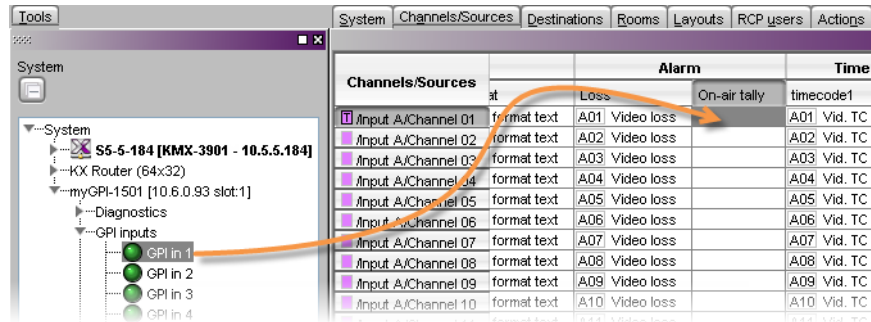 Tools
System
System
S5-5-184 [KMX-3901 - 10.5.5.184]
KX Router (64x32)
myGPI-1501 [10.6.0.93 slot:1]
Diagnostics
GPI inputs
GPI in 1
GPI in 2
GPI in 3
GPI in 4
System Channels/Sources Destinations Rooms Layouts RCP users Actions
Channels/Sources Alarm Time
at Loss On-air tally timecode1
T /Input A/Channel 01 format text A01 Video loss A01 Vid. TC
/Input A/Channel 02 format text A02 Video loss A02 Vid. TC
/Input A/Channel 03 format text A03 Video loss A03 Vid. TC
/Input A/Channel 04 format text A04 Video loss A04 Vid. TC
/Input A/Channel 05 format text A05 Video loss A05 Vid. TC
/Input A/Channel 06 format text A06 Video loss A06 Vid. TC
/Input A/Channel 07 format text A07 Video loss A07 Vid. TC
/Input A/Channel 08 format text A08 Video loss A08 Vid. TC
/Input A/Channel 09 format text A09 Video loss A09 Vid. TC
/Input A/Channel 10 format text A10 Video loss A10 Vid. TC